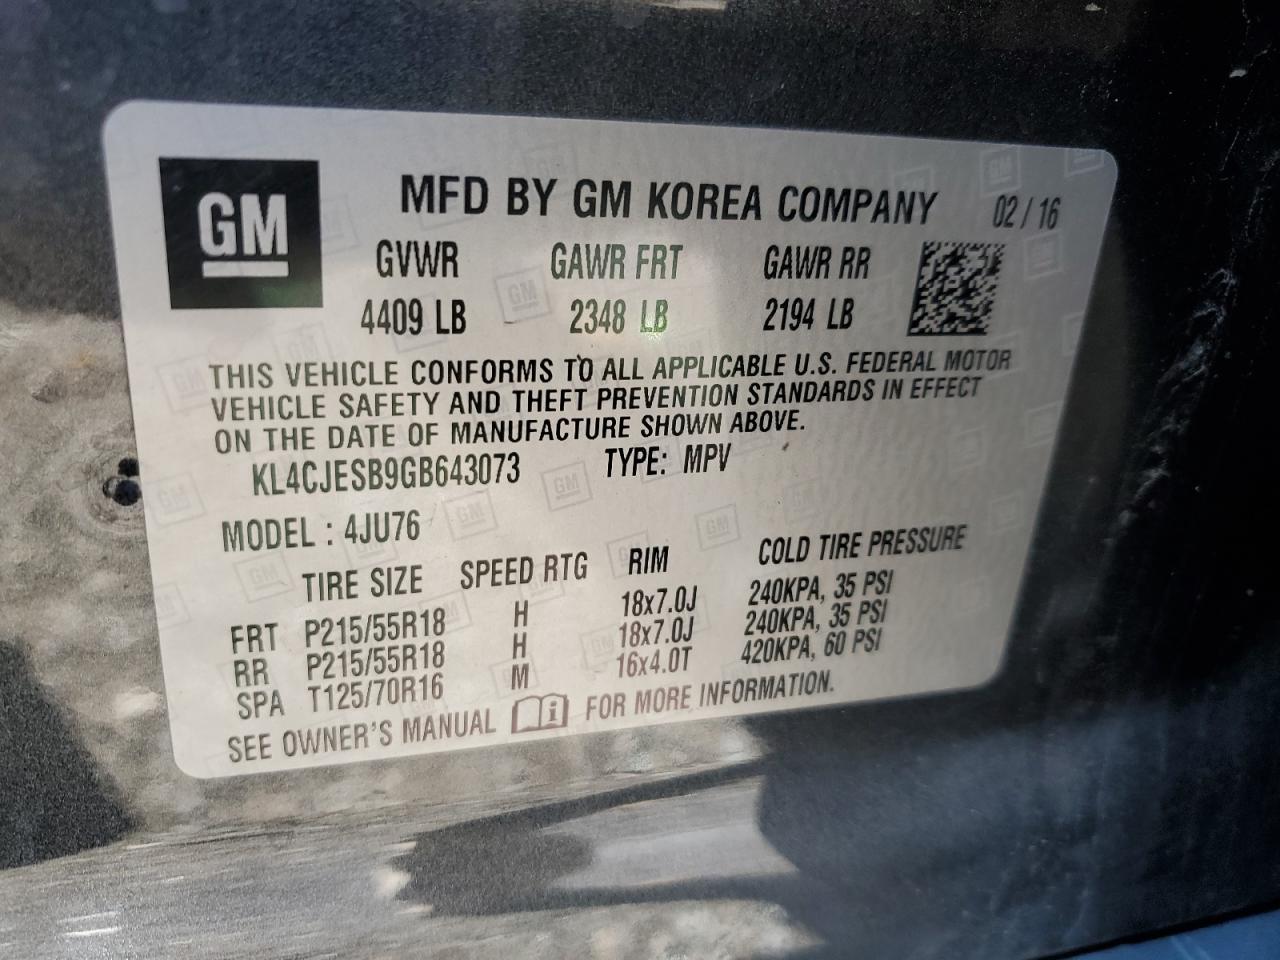 GM MFD BY GM KOREA COMPANY 02 / 16
GVWR GAWR FRT GAWR RR
4409 LB 2348 LB 2194 LB
THIS VEHICLE CONFORMS TO ALL APPLICABLE U.S. FEDERAL MOTOR
VEHICLE SAFETY AND THEFT PREVENTION STANDARDS IN EFFECT
ON THE DATE OF MANUFACTURE SHOWN ABOVE.
KL4CJESB9GB643073 TYPE: MPV
MODEL : 4JU76
TIRE SIZE SPEED RTG RIM COLD TIRE PRESSURE
FRT P215/55R18 H 18x7.0J 240KPA, 35 PSI
RR P215/55R18 H 18x7.0J 240KPA, 35 PSI
SPA T125/70R16 M 16x4.0T 420KPA, 60 PSI
SEE OWNER'S MANUAL i FOR MORE INFORMATION.